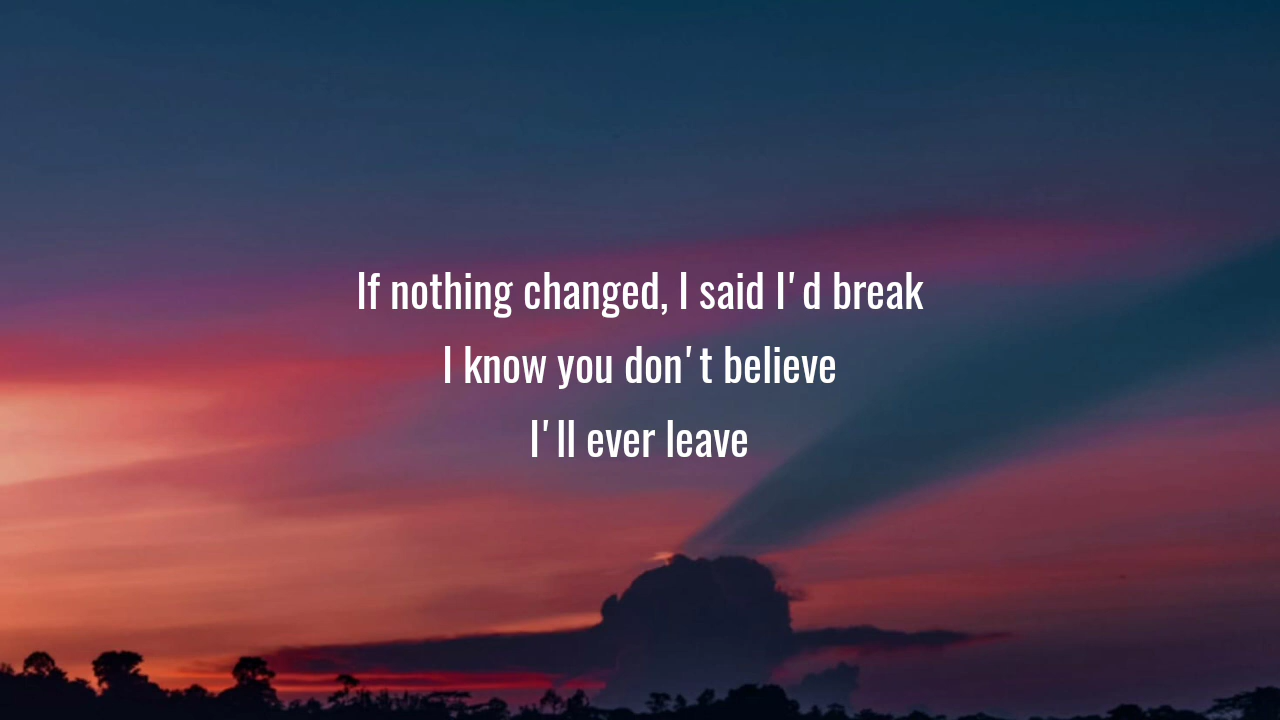 If nothing changed, I said I'd break
I know you don't believe
I'll ever leave